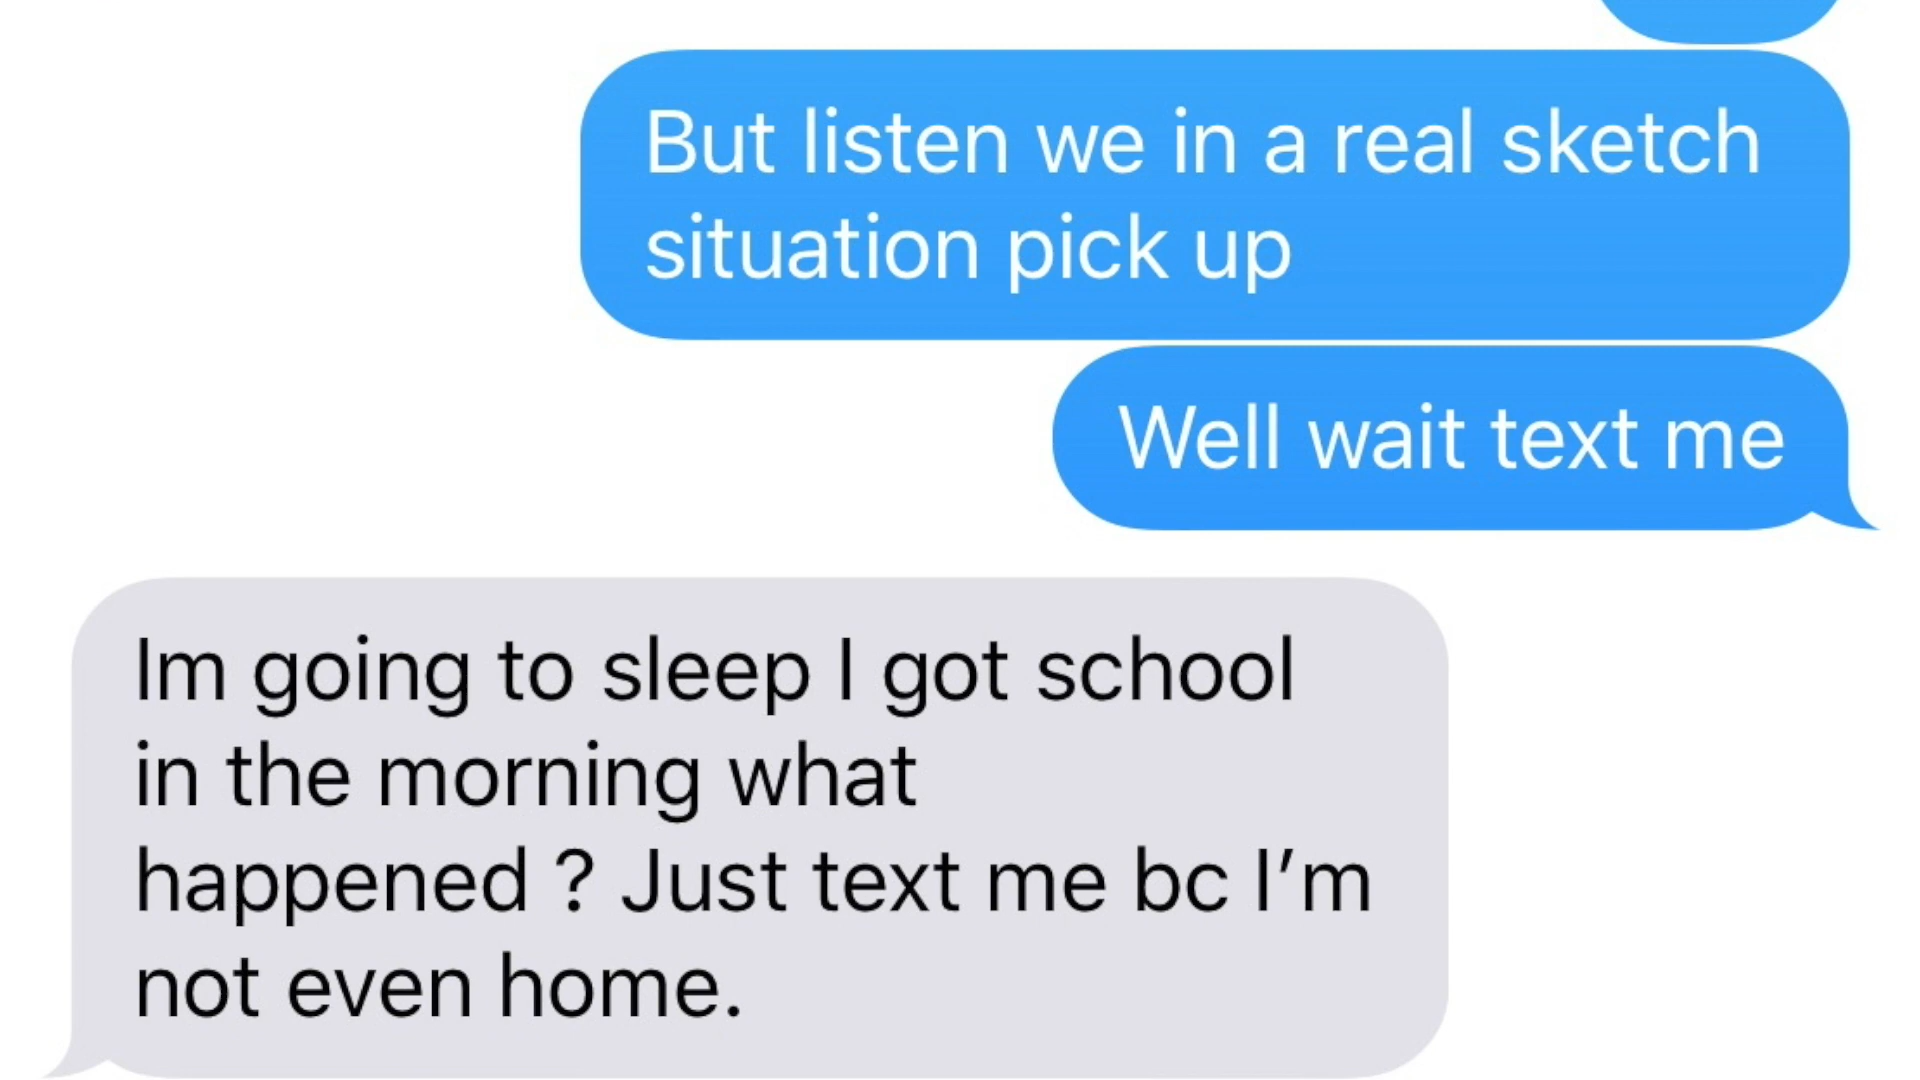 But listen we in a real sketch
situation pick up
Well wait text me
Im going to sleep I got school
in the morning what
happened ? Just text me bc I’m
not even home.